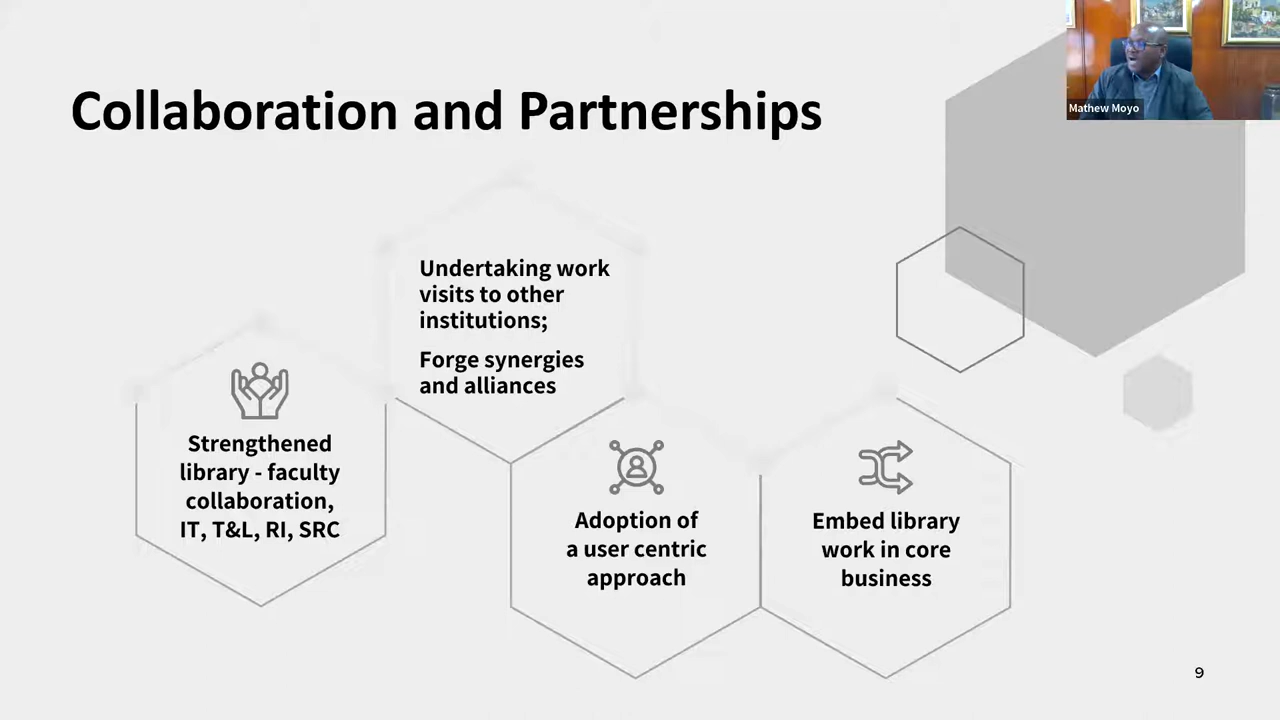 Collaboration and Partnerships
Mathew Moyo
Undertaking work
visits to other
institutions;
Forge synergies
and alliances
Strengthened
library - faculty
collaboration,
IT, T&L, RI, SRC
Adoption of
a user centric
approach
Embed library
work in core
business
9